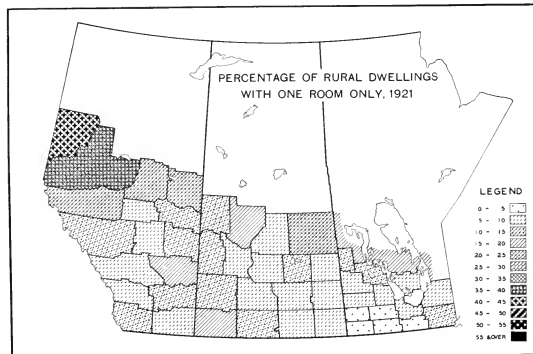 PERCENTAGE OF RURAL DWELLINGS
WITH ONE ROOM ONLY, 1921
LEGEND
0 - 5
5 - 10
10 - 15
15 - 20
20 - 25
25 - 30
30 - 35
35 - 40
40 - 45
45 - 50
50 - 55
55 & OVER